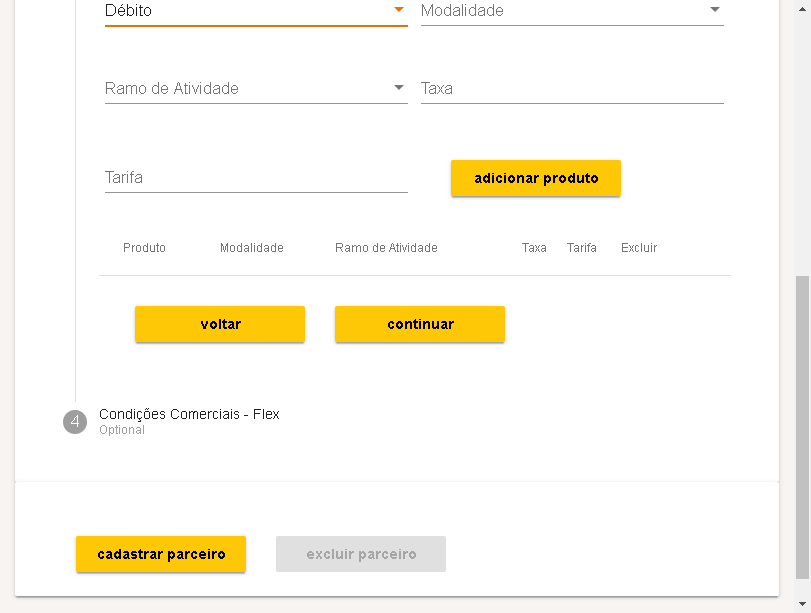 Débito Modalidade
Ramo de Atividade Taxa
Tarifa adicionar produto
Produto Modalidade Ramo de Atividade Taxa Tarifa Excluir
voltar continuar
4 Condições Comerciais - Flex
Optional
cadastrar parceiro excluír parceiro